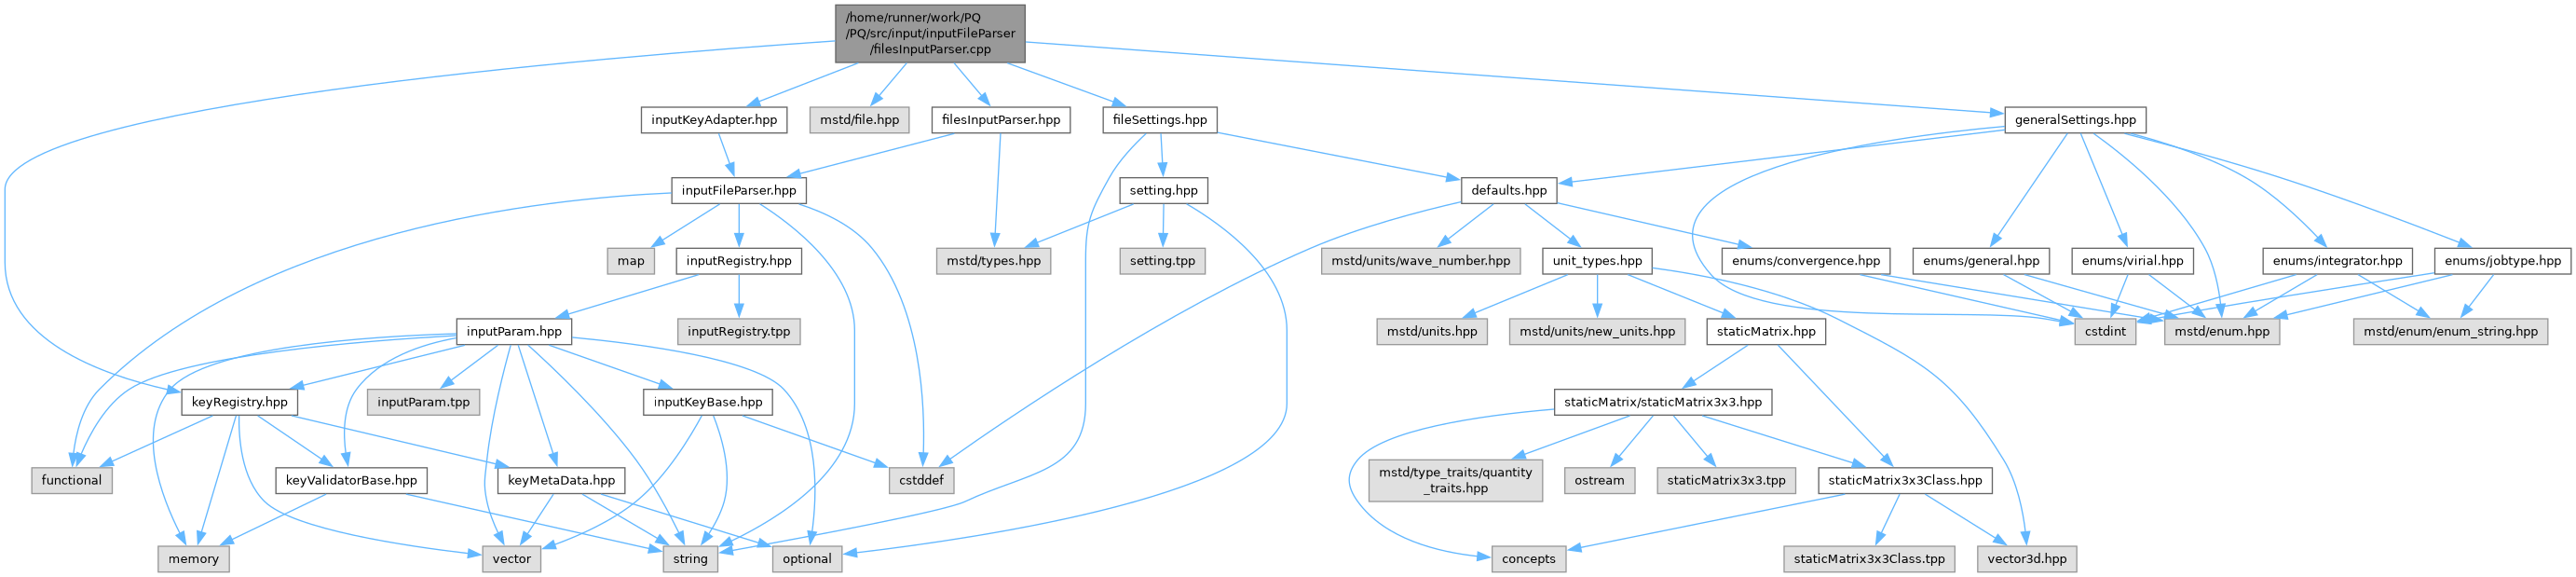 /home/runner/work/PQ
/PQ/src/input/inputFileParser
/filesInputParser.cpp
inputKeyAdapter.hpp
mstd/file.hpp
filesInputParser.hpp
fileSettings.hpp
generalSettings.hpp
inputFileParser.hpp
setting.hpp
defaults.hpp
map
inputRegistry.hpp
mstd/types.hpp
setting.tpp
mstd/units/wave_number.hpp
unit_types.hpp
enums/convergence.hpp
enums/general.hpp
enums/virial.hpp
enums/integrator.hpp
enums/jobtype.hpp
inputParam.hpp
inputRegistry.tpp
mstd/units.hpp
mstd/units/new_units.hpp
staticMatrix.hpp
cstdint
mstd/enum.hpp
mstd/enum/enum_string.hpp
keyRegistry.hpp
inputParam.tpp
inputKeyBase.hpp
staticMatrix/staticMatrix3x3.hpp
functional
keyValidatorBase.hpp
keyMetaData.hpp
cstddef
mstd/type_traits/quantity
_traits.hpp
ostream
staticMatrix3x3.tpp
staticMatrix3x3Class.hpp
memory
vector
string
optional
concepts
staticMatrix3x3Class.tpp
vector3d.hpp